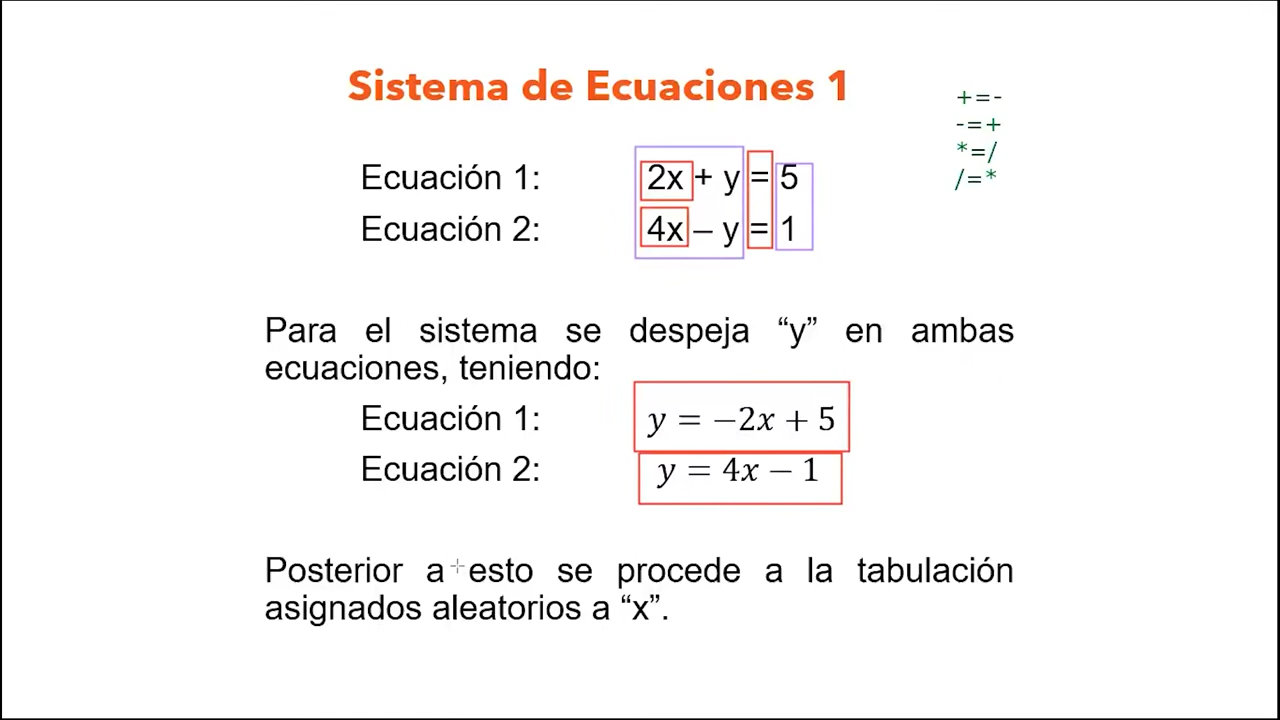 Sistema de Ecuaciones 1
+=-
-=+
*=/
/=*
Ecuación 1: 2x + y = 5
Ecuación 2: 4x – y = 1
Para el sistema se despeja “y” en ambas
ecuaciones, teniendo:
Ecuación 1: y = −2x + 5
Ecuación 2: y = 4x − 1
Posterior a esto se procede a la tabulación
asignados aleatorios a “x”.